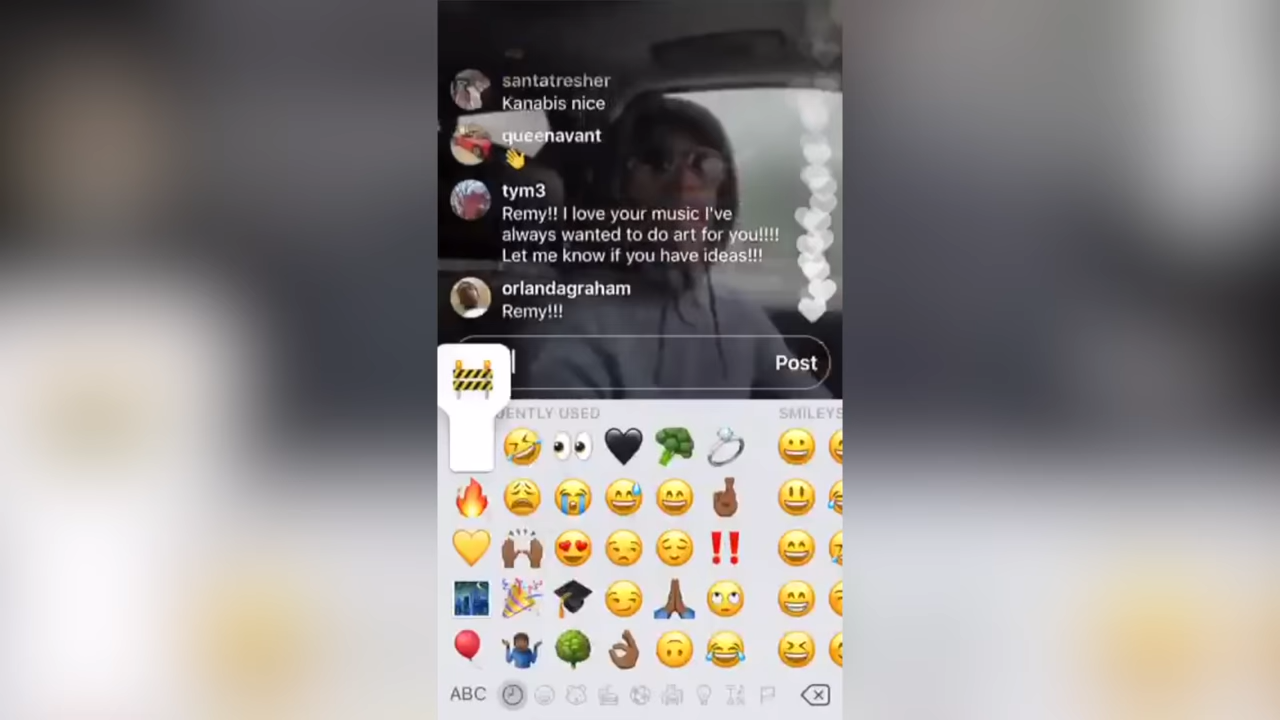 santatresher
Kanabis nice
queenavant
tym3
Remy!! I love your music I've
always wanted to do art for you!!!!
Let me know if you have ideas!!!
orlandagraham
Remy!!!
Post
UENTLY USED
SMILEYS
ABC